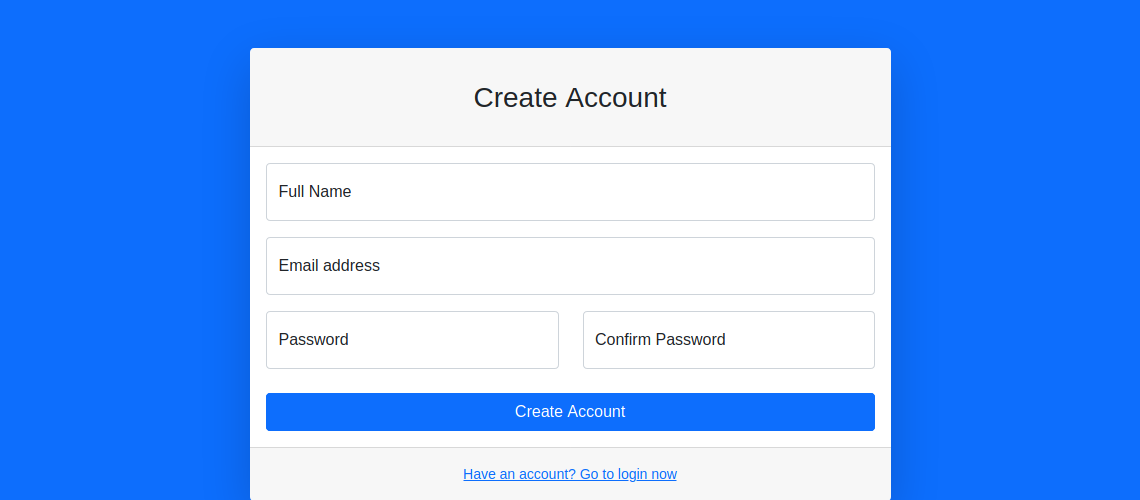 Create Account
Full Name
Email address
Password
Confirm Password
Create Account
Have an account? Go to login now